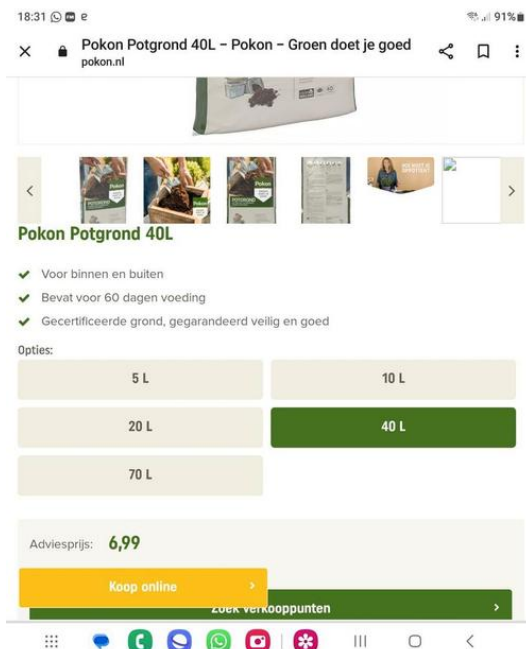 18:31
91%
Pokon Potgrond 40L – Pokon – Groen doet je goed
pokon.nl
Pokon Potgrond 40L
Voor binnen en buiten
Bevat voor 60 dagen voeding
Gecertificeerde grond, gegarandeerd veilig en goed
Opties:
5 L
10 L
20 L
40 L
70 L
Adviesprijs: 6,99
Koop online
Zoek verkooppunten